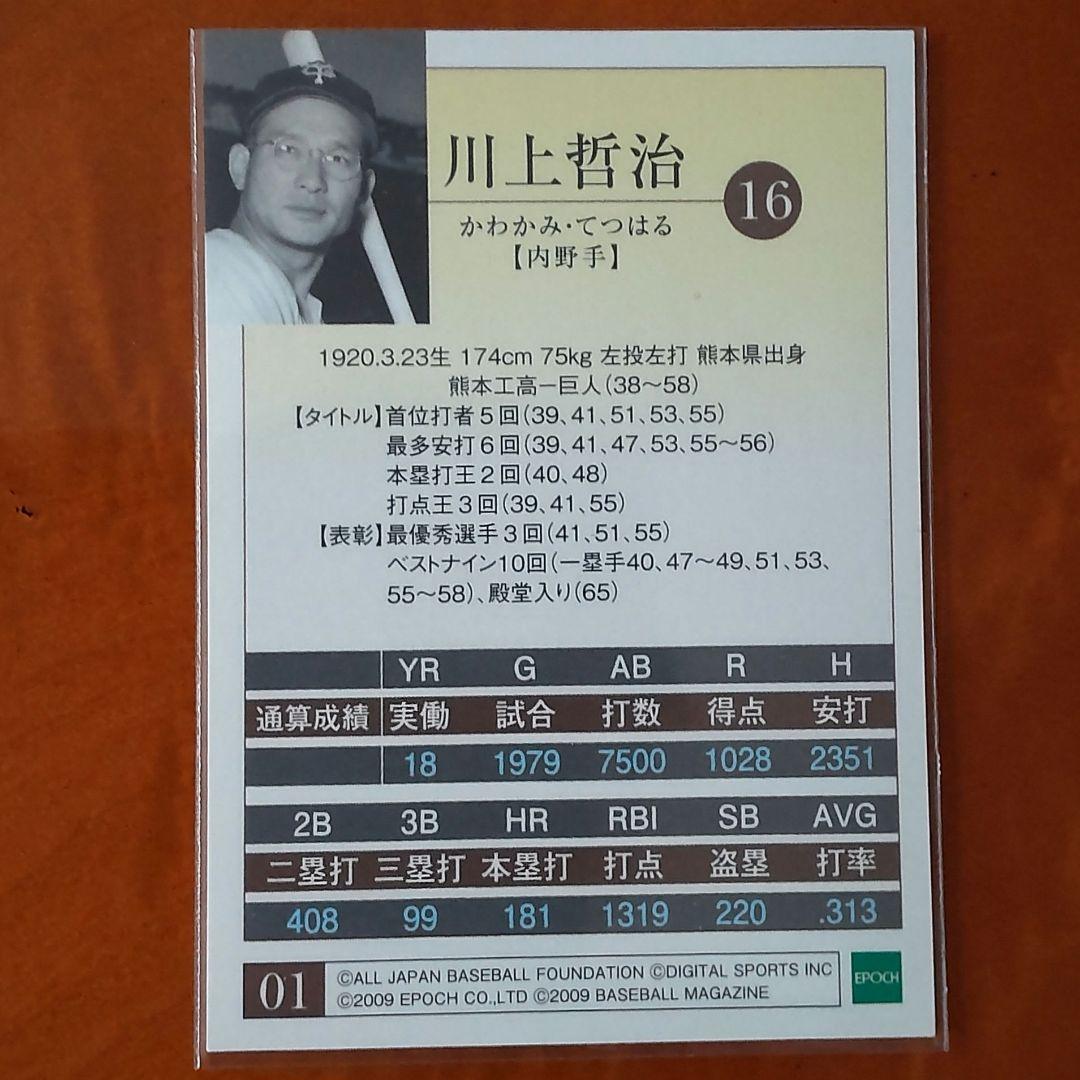 川上哲治
16
かわかみ・てつはる
【内野手】
1920.3.23生 174cm 75kg 左投左打 熊本県出身
熊本工高ー巨人(38〜58)
【タイトル】首位打者5回(39、41、51、53、55)
最多安打6回(39、41、47、53、55〜56)
本塁打王2回(40、48)
打点王3回(39、41、55)
【表彰】最優秀選手3回(41、51、55)
ベストナイン10回(一塁手40、47〜49、51、53、
55〜58)、殿堂入り(65)
YR G AB R H
通算成績 実働 試合 打数 得点 安打
18 1979 7500 1028 2351
2B 3B HR RBI SB AVG
二塁打 三塁打 本塁打 打点 盗塁 打率
408 99 181 1319 220 .313
01
©ALL JAPAN BASEBALL FOUNDATION ©DIGITAL SPORTS INC
©2009 EPOCH CO.,LTD ©2009 BASEBALL MAGAZINE
EPOCH